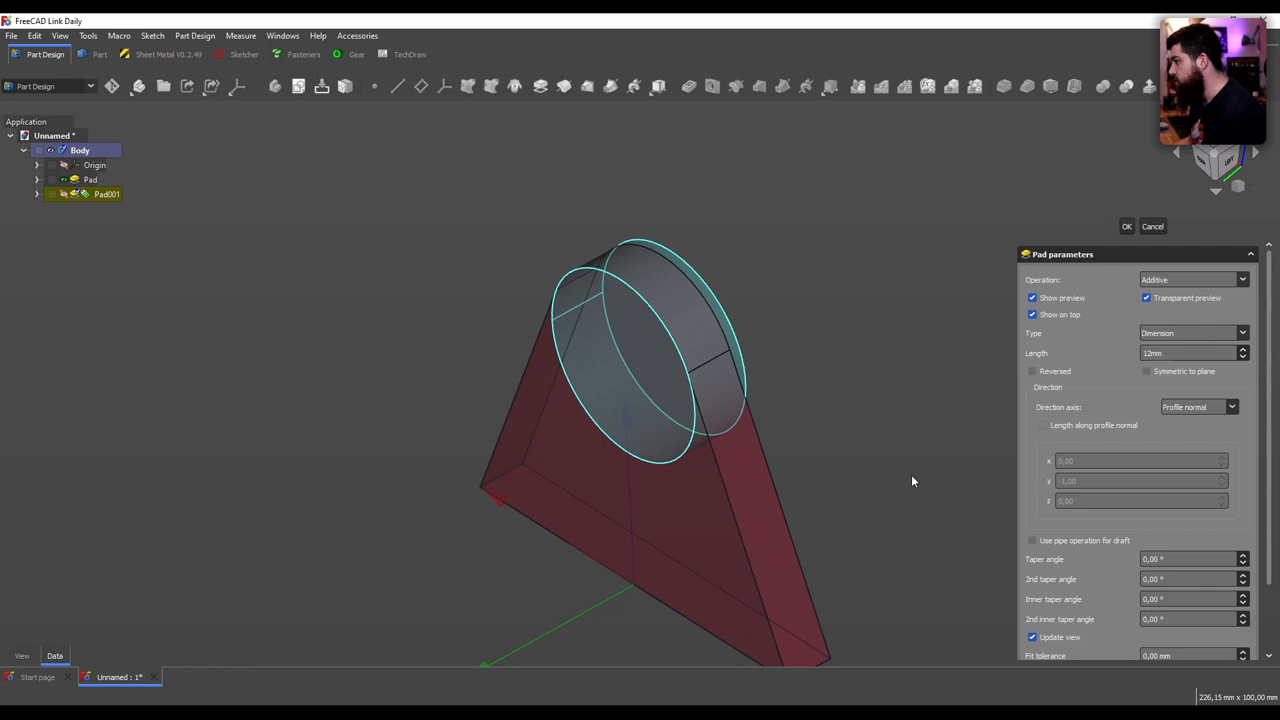 FreeCAD Link Daily
File Edit View Tools Macro Sketch Part Design Measure Windows Help Accessories
Part Design Part Sheet Metal V0.2.49 Sketcher Fasteners Gear TechDraw
Part Design
Application
Unnamed *
Body
Origin
Pad
Pad001
LEFT
OK Cancel
Pad parameters
Operation: Additive
Show preview Transparent preview
Show on top
Type Dimension
Length 12mm
Reversed Symmetric to plane
Direction
Direction axis: Profile normal
Length along profile normal
x 0,00
y -1,00
z 0,00
Use pipe operation for draft
Taper angle 0,00 °
2nd taper angle 0,00 °
Inner taper angle 0,00 °
2nd inner taper angle 0,00 °
Update view
Fit tolerance 0,00 mm
View Data
Start page Unnamed : 1*
226,15 mm x 100,00 mm